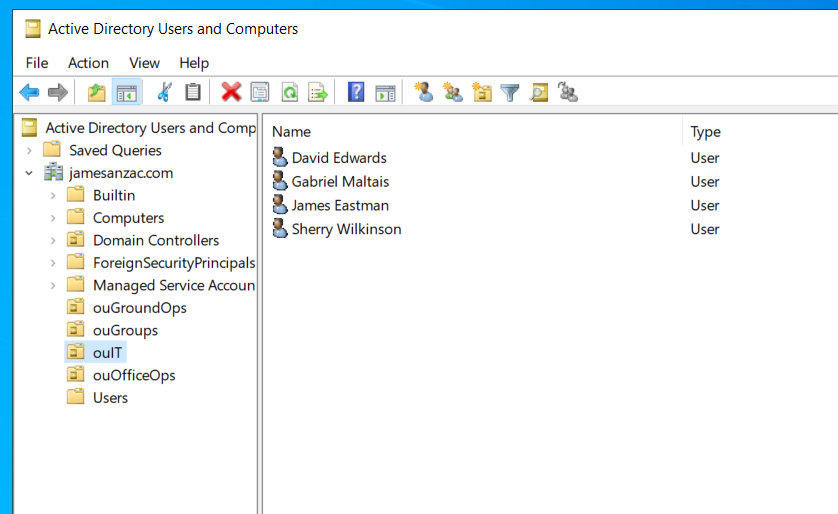 Active Directory Users and Computers
File Action View Help
Active Directory Users and Comp
Saved Queries
jamesanzac.com
Builtin
Computers
Domain Controllers
ForeignSecurityPrincipals
Managed Service Accoun
ouGroundOps
ouGroups
ouIT
ouOfficeOps
Users
Name Type
David Edwards User
Gabriel Maltais User
James Eastman User
Sherry Wilkinson User